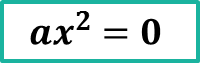 ax² = 0